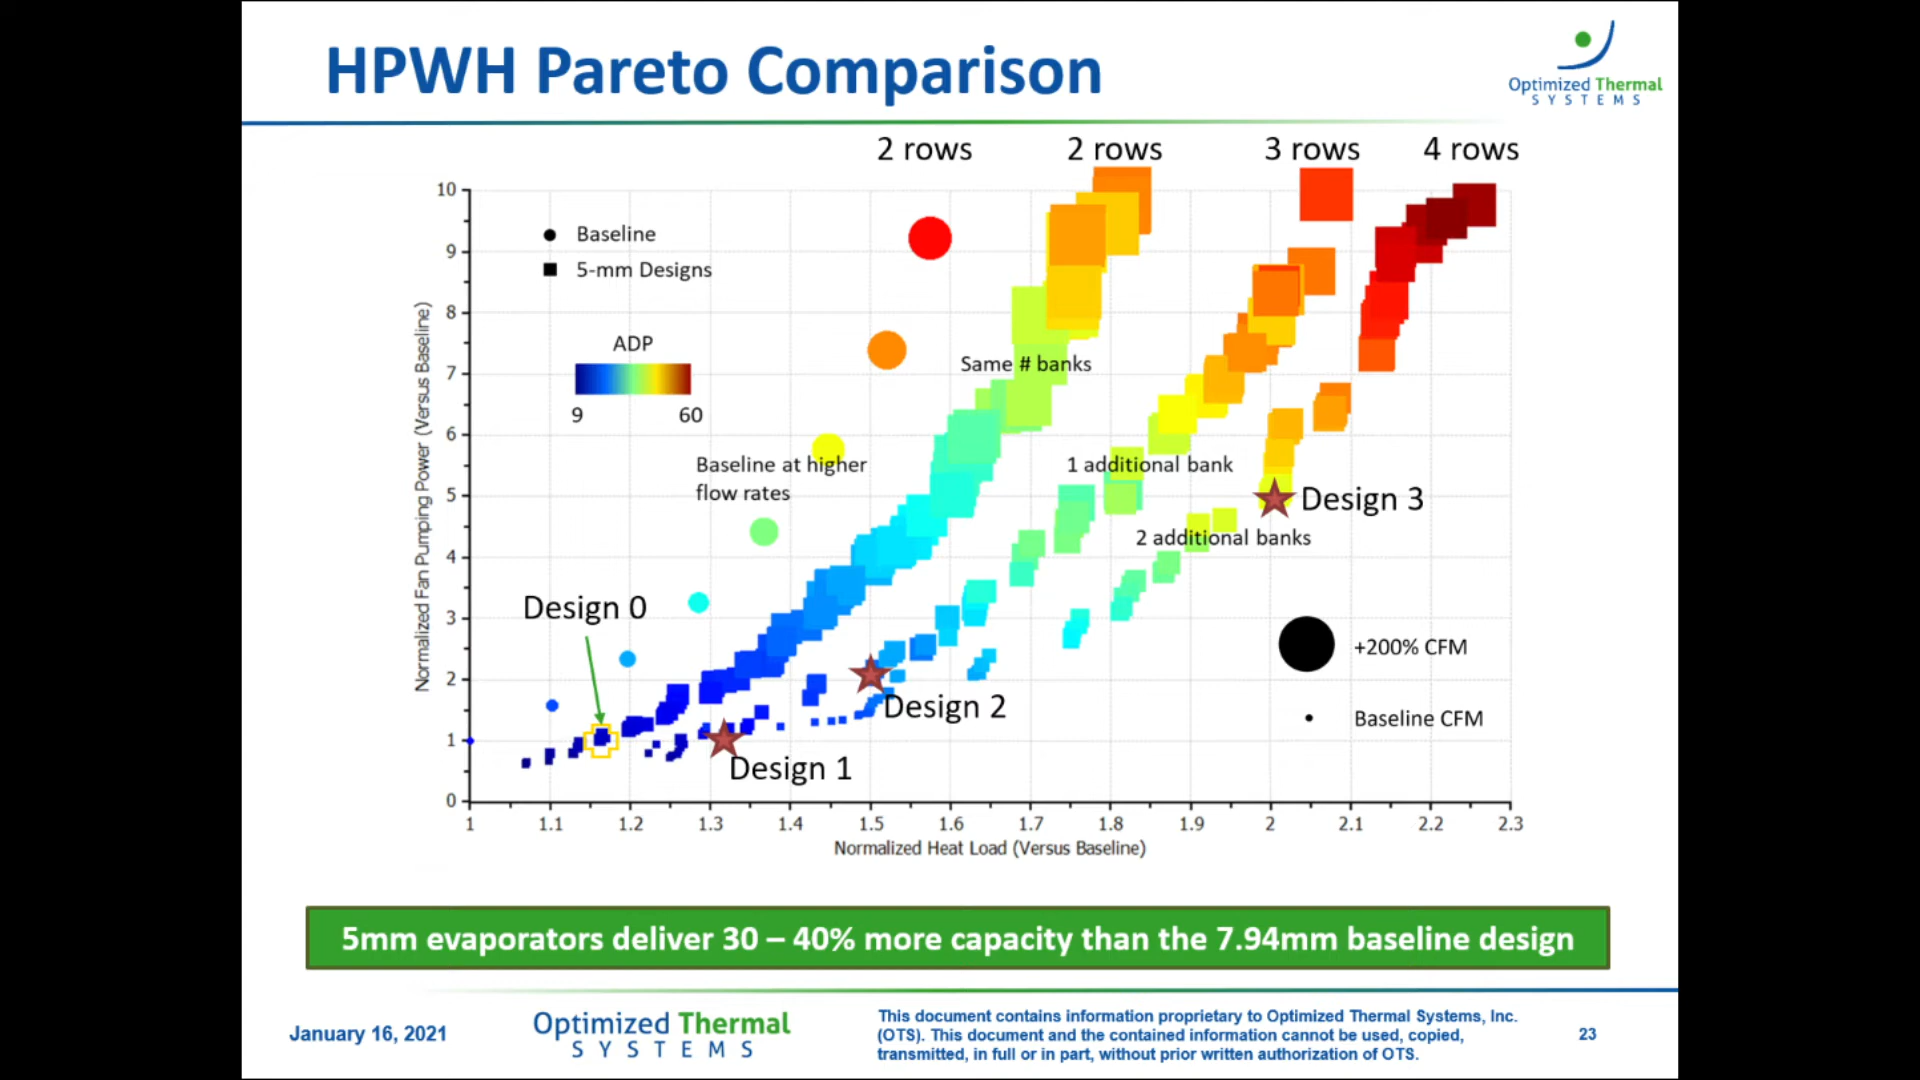 HPWH Pareto Comparison
Optimized Thermal
SYSTEMS
2 rows
2 rows
3 rows
4 rows
10
9
8
7
6
5
4
3
2
1
0
Normalized Fan Pumping Power (Versus Baseline)
Baseline
5-mm Designs
ADP
9
60
Same # banks
Baseline at higher
flow rates
1 additional bank
Design 3
2 additional banks
Design 0
Design 2
Design 1
+200% CFM
Baseline CFM
1
1.1
1.2
1.3
1.4
1.5
1.6
1.7
1.8
1.9
2
2.1
2.2
2.3
Normalized Heat Load (Versus Baseline)
5mm evaporators deliver 30 – 40% more capacity than the 7.94mm baseline design
January 16, 2021
Optimized Thermal
SYSTEMS
This document contains information proprietary to Optimized Thermal Systems, Inc.
(OTS). This document and the contained information cannot be used, copied,
transmitted, in full or in part, without prior written authorization of OTS.
23